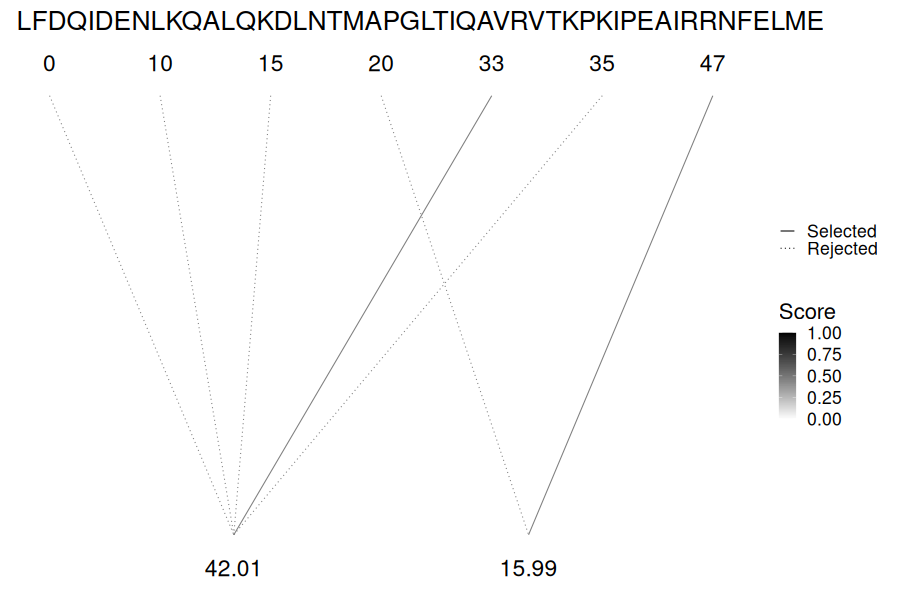 LFDQIDENLKQALQKDLNTMAPGLTIQAVRVTKPKIPEAIRRNFELME
0 10 15 20 33 35 47
Selected
Rejected
Score
1.00
0.75
0.50
0.25
0.00
42.01 15.99